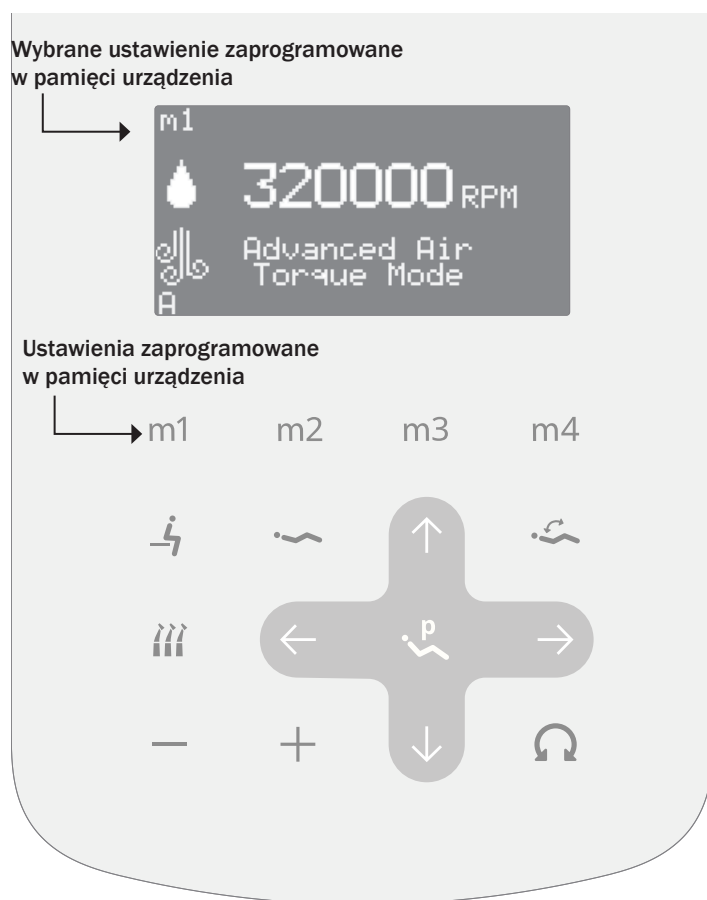 Wybrane ustawienie zaprogramowane
w pamięci urządzenia
m1
320000 RPM
Advanced Air
Torque Mode
A
Ustawienia zaprogramowane
w pamięci urządzenia
m1 m2 m3 m4
p